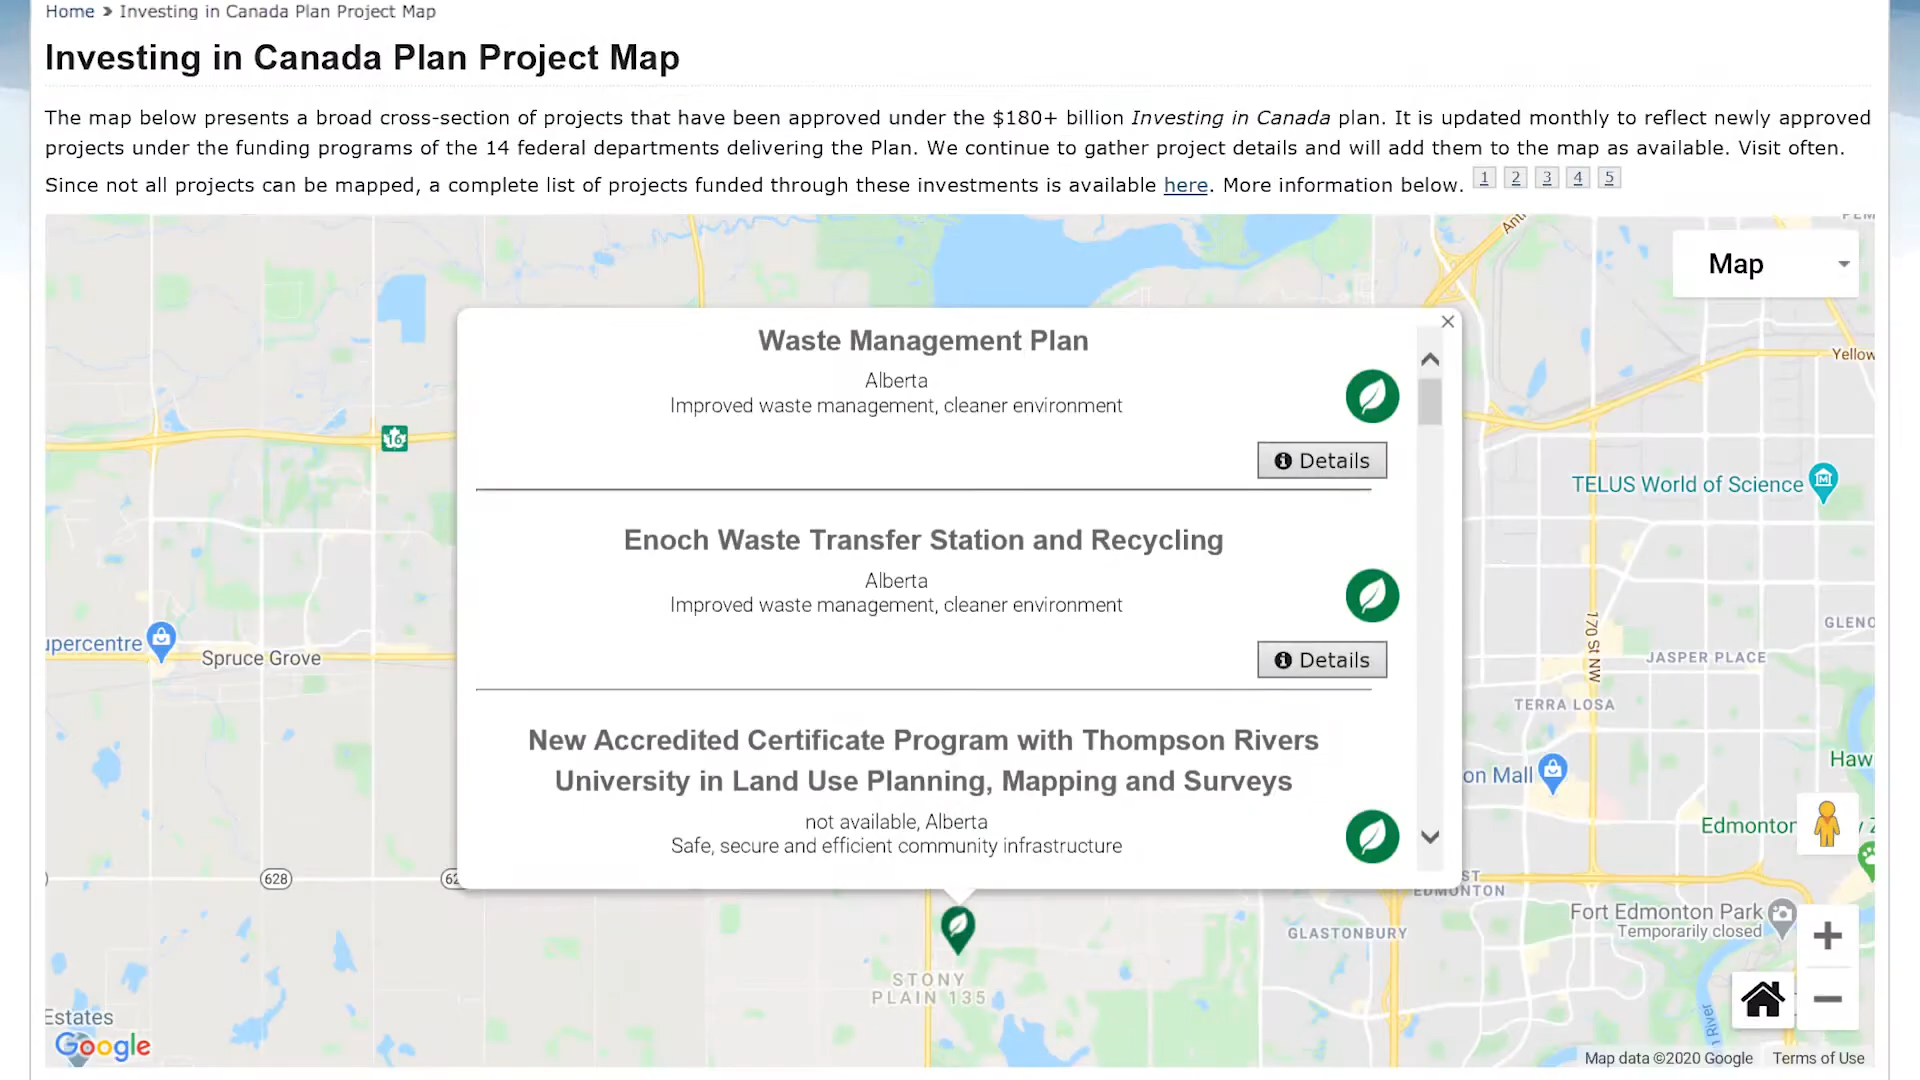 Home Investing in Canada Plan Project Map
Investing in Canada Plan Project Map
The map below presents a broad cross-section of projects that have been approved under the $180+ billion Investing in Canada plan. It is updated monthly to reflect newly approved
projects under the funding programs of the 14 federal departments delivering the Plan. We continue to gather project details and will add them to the map as available. Visit often.
Since not all projects can be mapped, a complete list of projects funded through these investments is available here. More information below. 1 2 3 4 5
Map
Waste Management Plan
Alberta
Improved waste management, cleaner environment
Details
Enoch Waste Transfer Station and Recycling
Alberta
Improved waste management, cleaner environment
Details
New Accredited Certificate Program with Thompson Rivers
University in Land Use Planning, Mapping and Surveys
not available, Alberta
Safe, secure and efficient community infrastructure
16
Yellow
TELUS World of Science
GLENO
upercentre
Spruce Grove
170 St NW
JASPER PLACE
TERRA LOSA
on Mall
Haw
Edmonton
628
62
ST
EDMONTON
Fort Edmonton Park
Temporarily closed
GLASTONBURY
STONY
PLAIN 135
River
Estates
Google
Map data ©2020 Google
Terms of Use